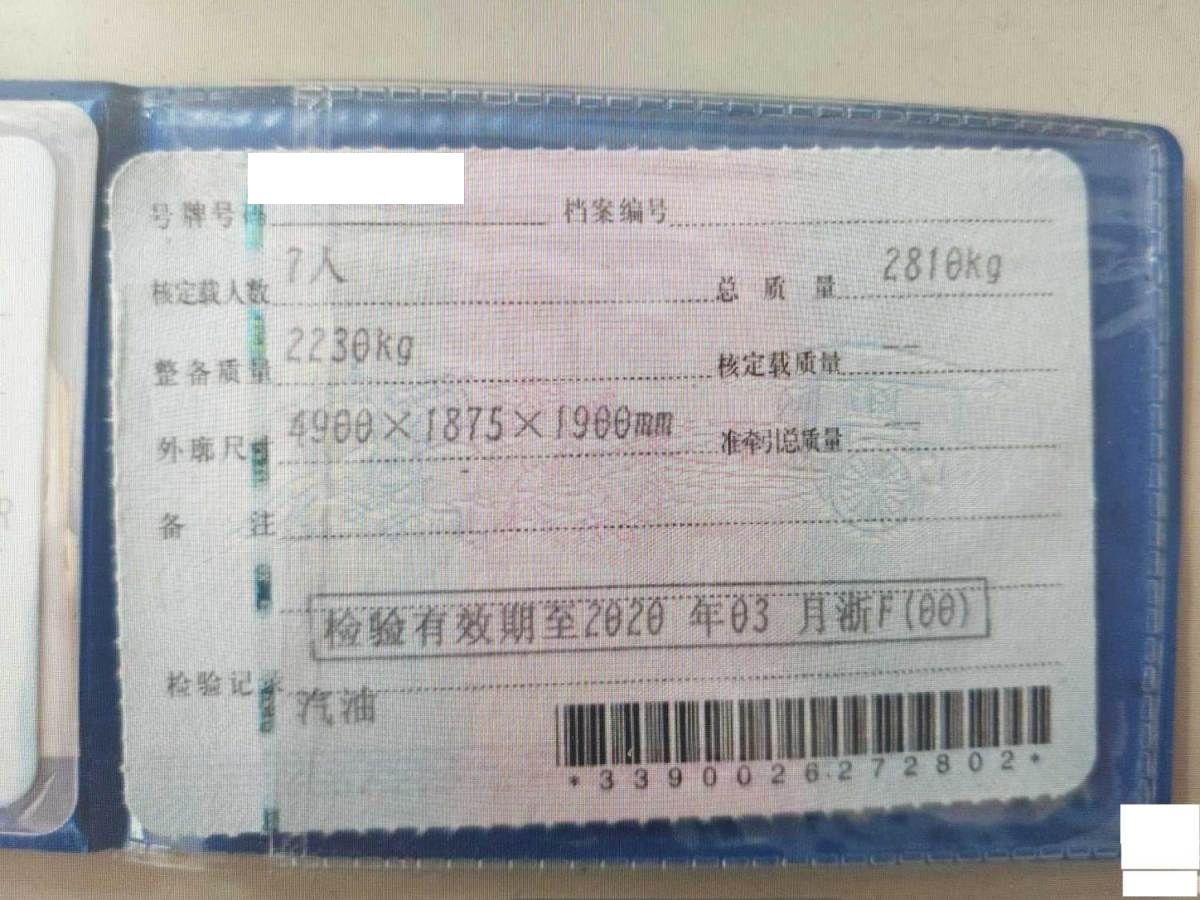 号牌号码 档案编号
核定载人数 7人 总质量 2810kg
整备质量 2230kg 核定载质量 --
外廓尺寸 4900×1875×1900mm 准牵引总质量 --
备注
检验有效期至2020年03月浙F(00)
检验记录 汽油
*3390026272802*